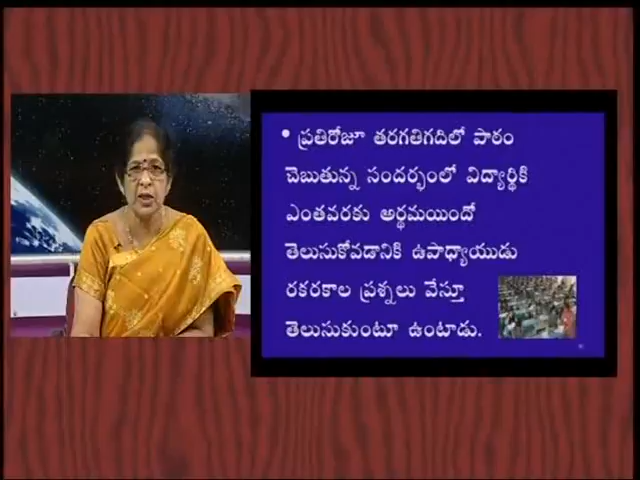 • ప్రతిరోజూ తరగతిగదిలో పాఠం
చెబుతున్న సందర్భంలో విద్యార్థికి
ఎంతవరకు అర్థమయిందో
తెలుసుకోవడానికి ఉపాధ్యాయుడు
రకరకాల ప్రశ్నలు వేస్తూ
తెలుసుకుంటూ ఉంటాడు.